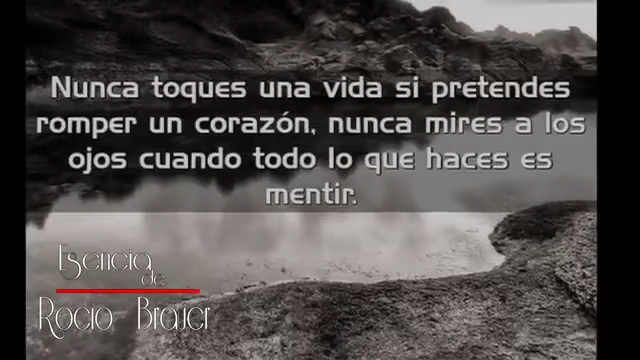 Nunca toques una vida si pretendes
romper un corazón, nunca mires a los
ojos cuando todo lo que haces es
mentir.
Esencia
de
Rocio Brajer